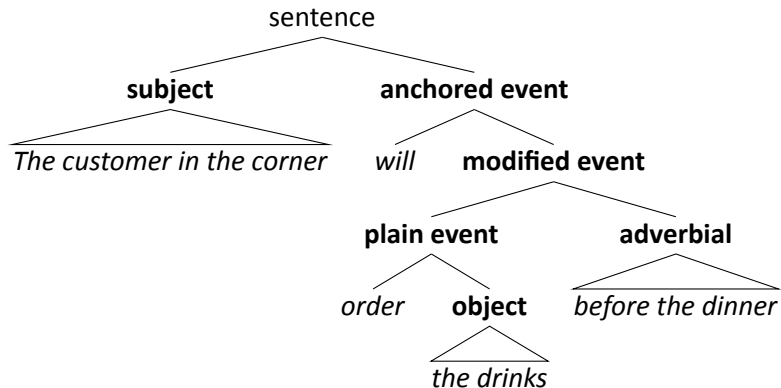 sentence
subject anchored event
The customer in the corner will modified event
plain event adverbial
order object before the dinner
the drinks